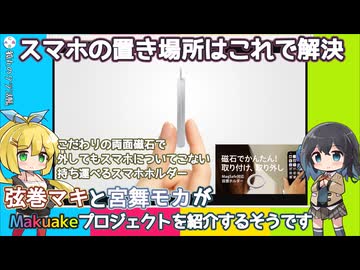 スマホの置き場所はこれで解決
こだわりの両面磁石で
外してもスマホについてこない
持ち運べるスマホホルダー
磁石でかんたん!
取り付け、取り外し
弦巻マキと宮舞モカが
Makuakeプロジェクトを紹介するそうです